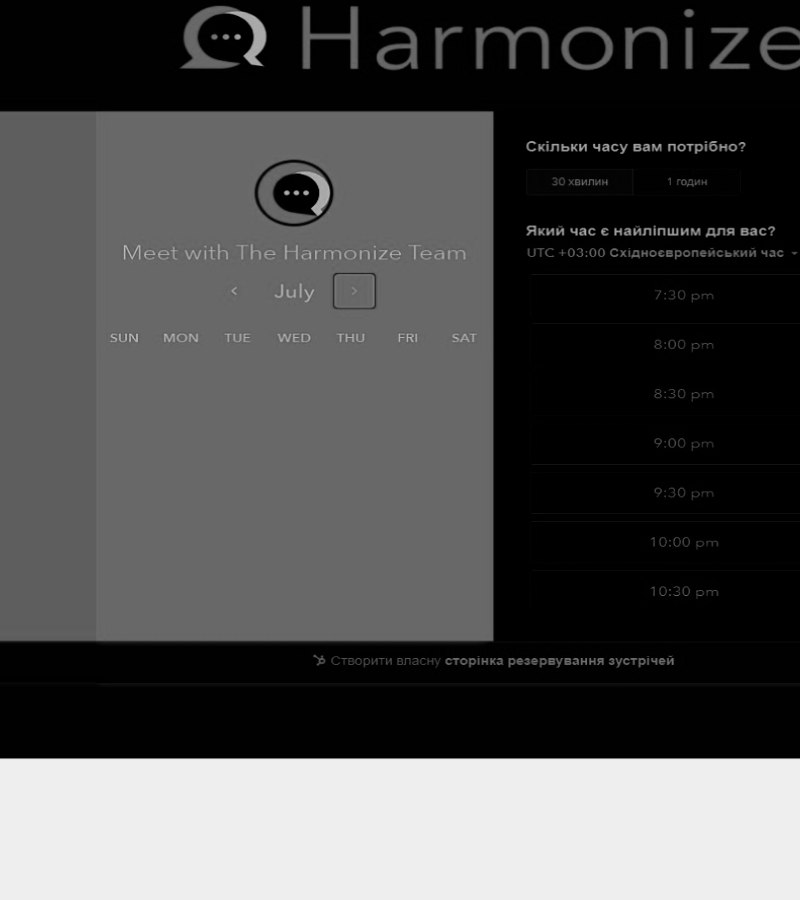 Harmonize
Meet with The Harmonize Team
July
SUN MON TUE WED THU FRI SAT
Скільки часу вам потрібно?
30 хвилин 1 годин
Який час є найліпшим для вас?
UTC +03:00 Східноєвропейський час
7:30 pm
8:00 pm
8:30 pm
9:00 pm
9:30 pm
10:00 pm
10:30 pm
Створити власну сторінка резервування зустрічей